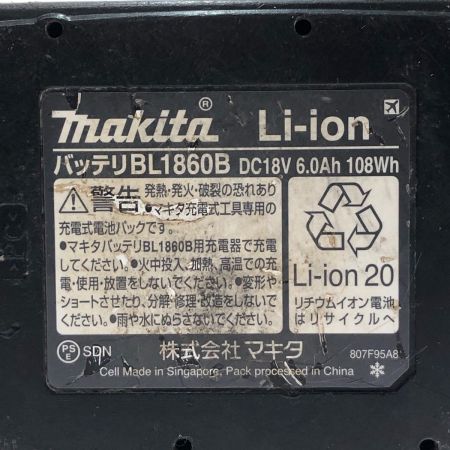 makita® Li-ion
バッテリBL1860B DC18V 6.0Ah 108Wh
警告 発熱・発火・破裂の恐れあり
●マキタ充電式工具専用の
充電式電池パックです。
●マキタバッテリBL1860B用充電器で充電
してください。●火中投入、加熱、高温での充
電・使用・放置をしないでください。●変形や
ショートさせたり、分解・修理・改造をしないで
ください。●雨や水にぬらさないでください。
Li-ion 20
リチウムイオン電池
はリサイクルへ
PSE SDN 株式会社 マキタ 807F95A8
Cell Made in Singapore. Pack processed in China